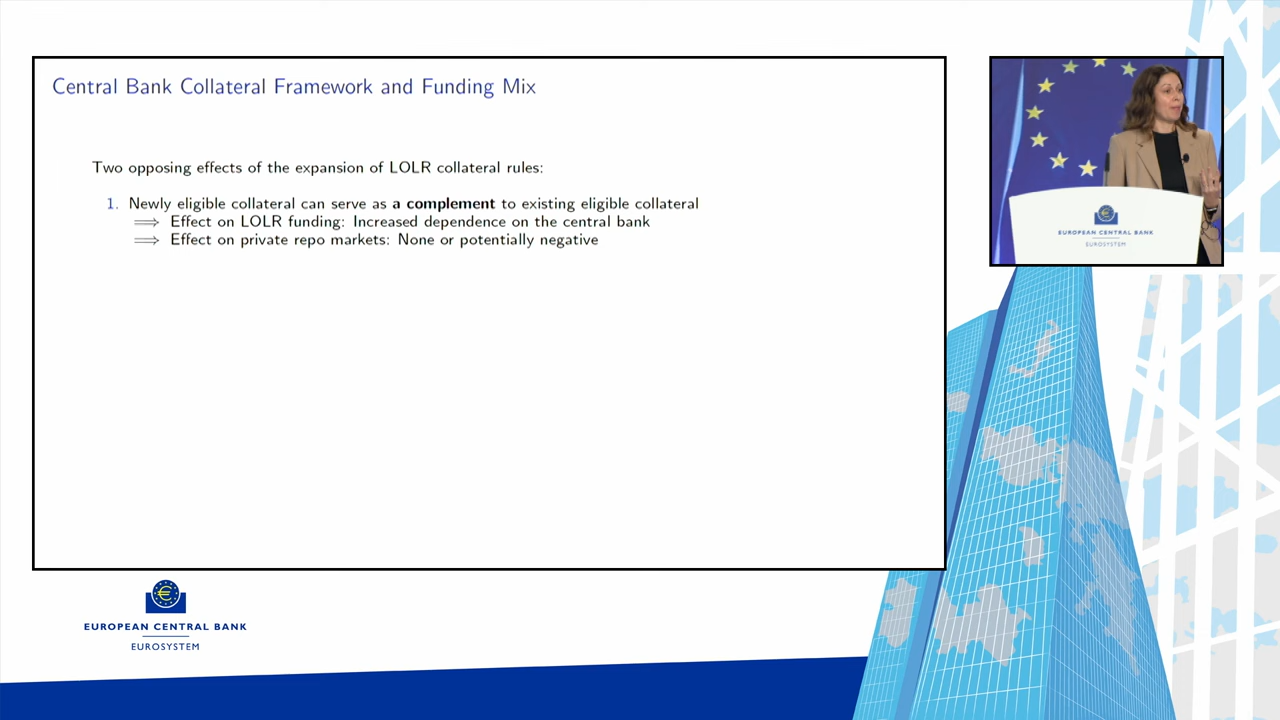 Central Bank Collateral Framework and Funding Mix
Two opposing effects of the expansion of LOLR collateral rules:
1. Newly eligible collateral can serve as a complement to existing eligible collateral
⟹ Effect on LOLR funding: Increased dependence on the central bank
⟹ Effect on private repo markets: None or potentially negative
EUROPEAN CENTRAL BANK
EUROSYSTEM
EUROPEAN CENTRAL BANK
EUROSYSTEM